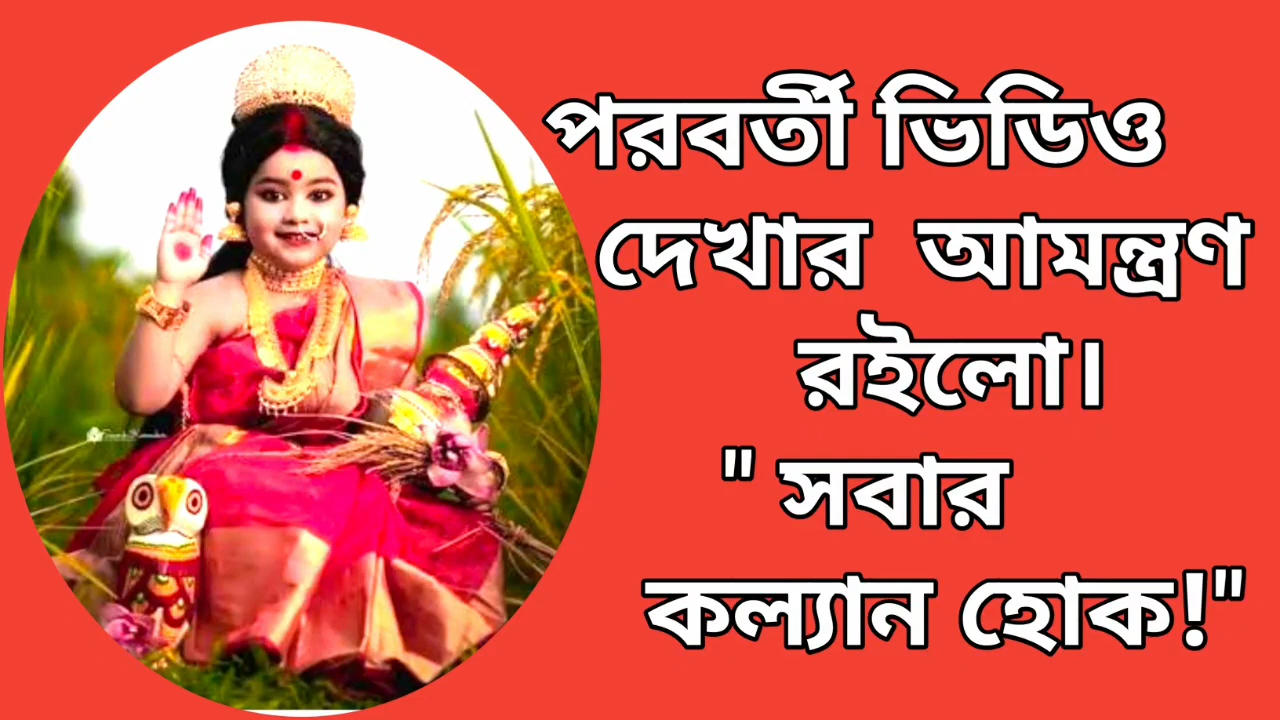 পরবর্তী ভিডিও
দেখার আমন্ত্রণ
রইলো।
" সবার
কল্যান হোক!"